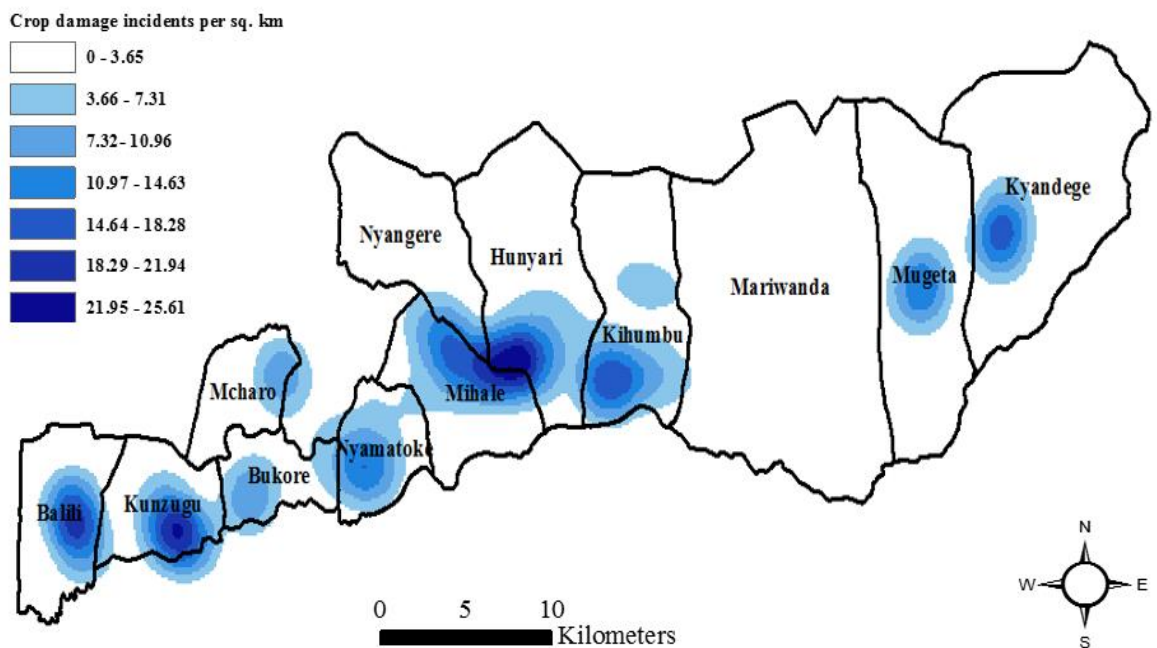 Crop damage incidents per sq. km
0 - 3.65
3.66 - 7.31
7.32- 10.96
10.97 - 14.63
14.64 - 18.28
18.29 - 21.94
21.95 - 25.61
Kyandege
Nyangere
Hunyari
Mugeta
Mariwanda
Kihumbu
Mcharo
Mihale
Nyamatoke
Bukore
Kunzugu
Balili
N
W E
S
0 5 10
Kilometers